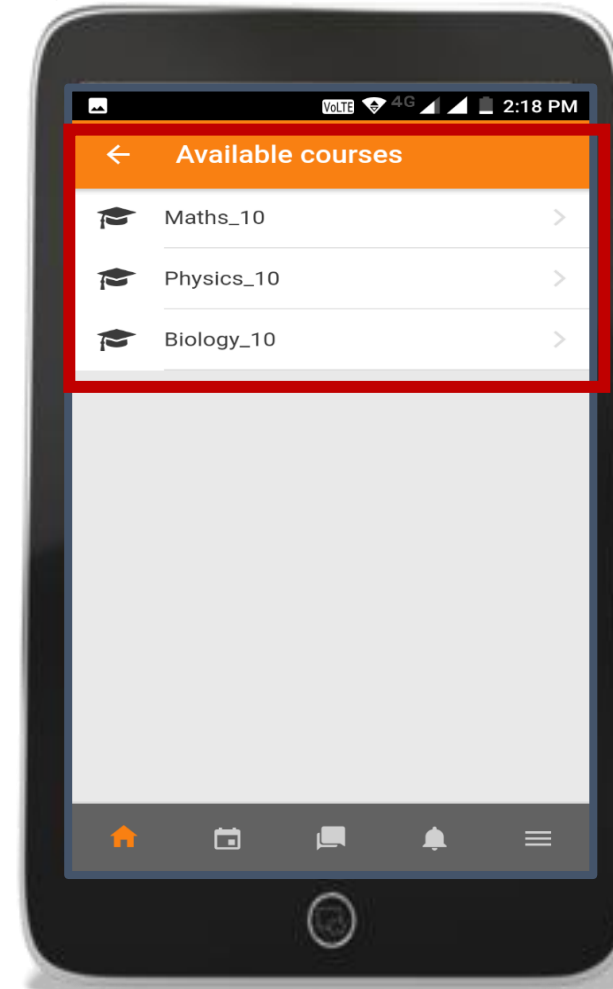 VoLTE 4G 2:18 PM
Available courses
Maths_10
Physics_10
Biology_10